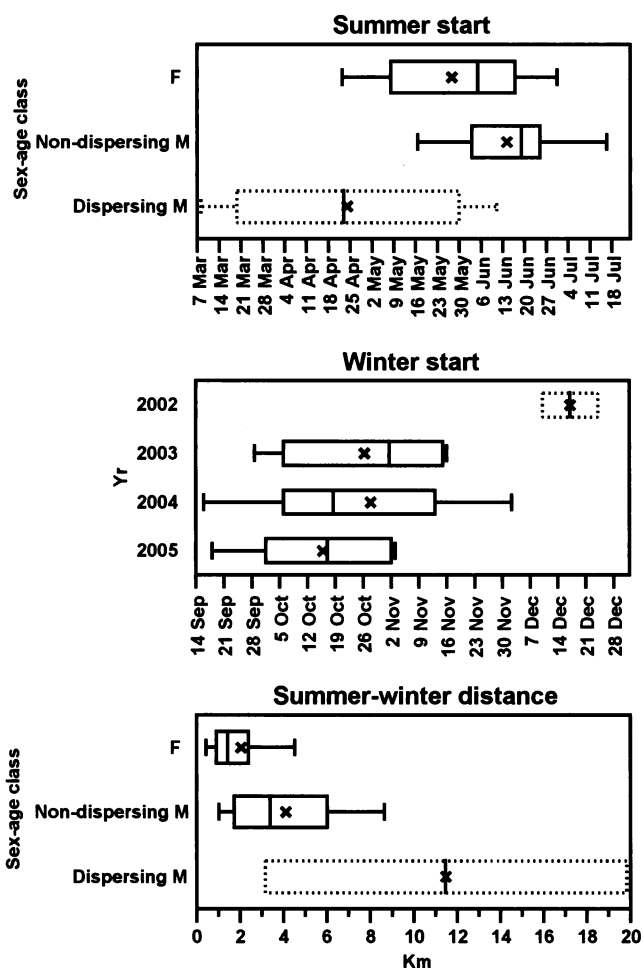 Summer start
Sex-age class
F
Non-dispersing M
Dispersing M
7 Mar
14 Mar
21 Mar
28 Mar
4 Apr
11 Apr
18 Apr
25 Apr
2 May
9 May
16 May
23 May
30 May
6 Jun
13 Jun
20 Jun
27 Jun
4 Jul
11 Jul
18 Jul
Winter start
Yr
2002
2003
2004
2005
14 Sep
21 Sep
28 Sep
5 Oct
12 Oct
19 Oct
26 Oct
2 Nov
9 Nov
16 Nov
23 Nov
30 Nov
7 Dec
14 Dec
21 Dec
28 Dec
Summer-winter distance
Sex-age class
F
Non-dispersing M
Dispersing M
0 2 4 6 8 10 12 14 16 18 20
Km